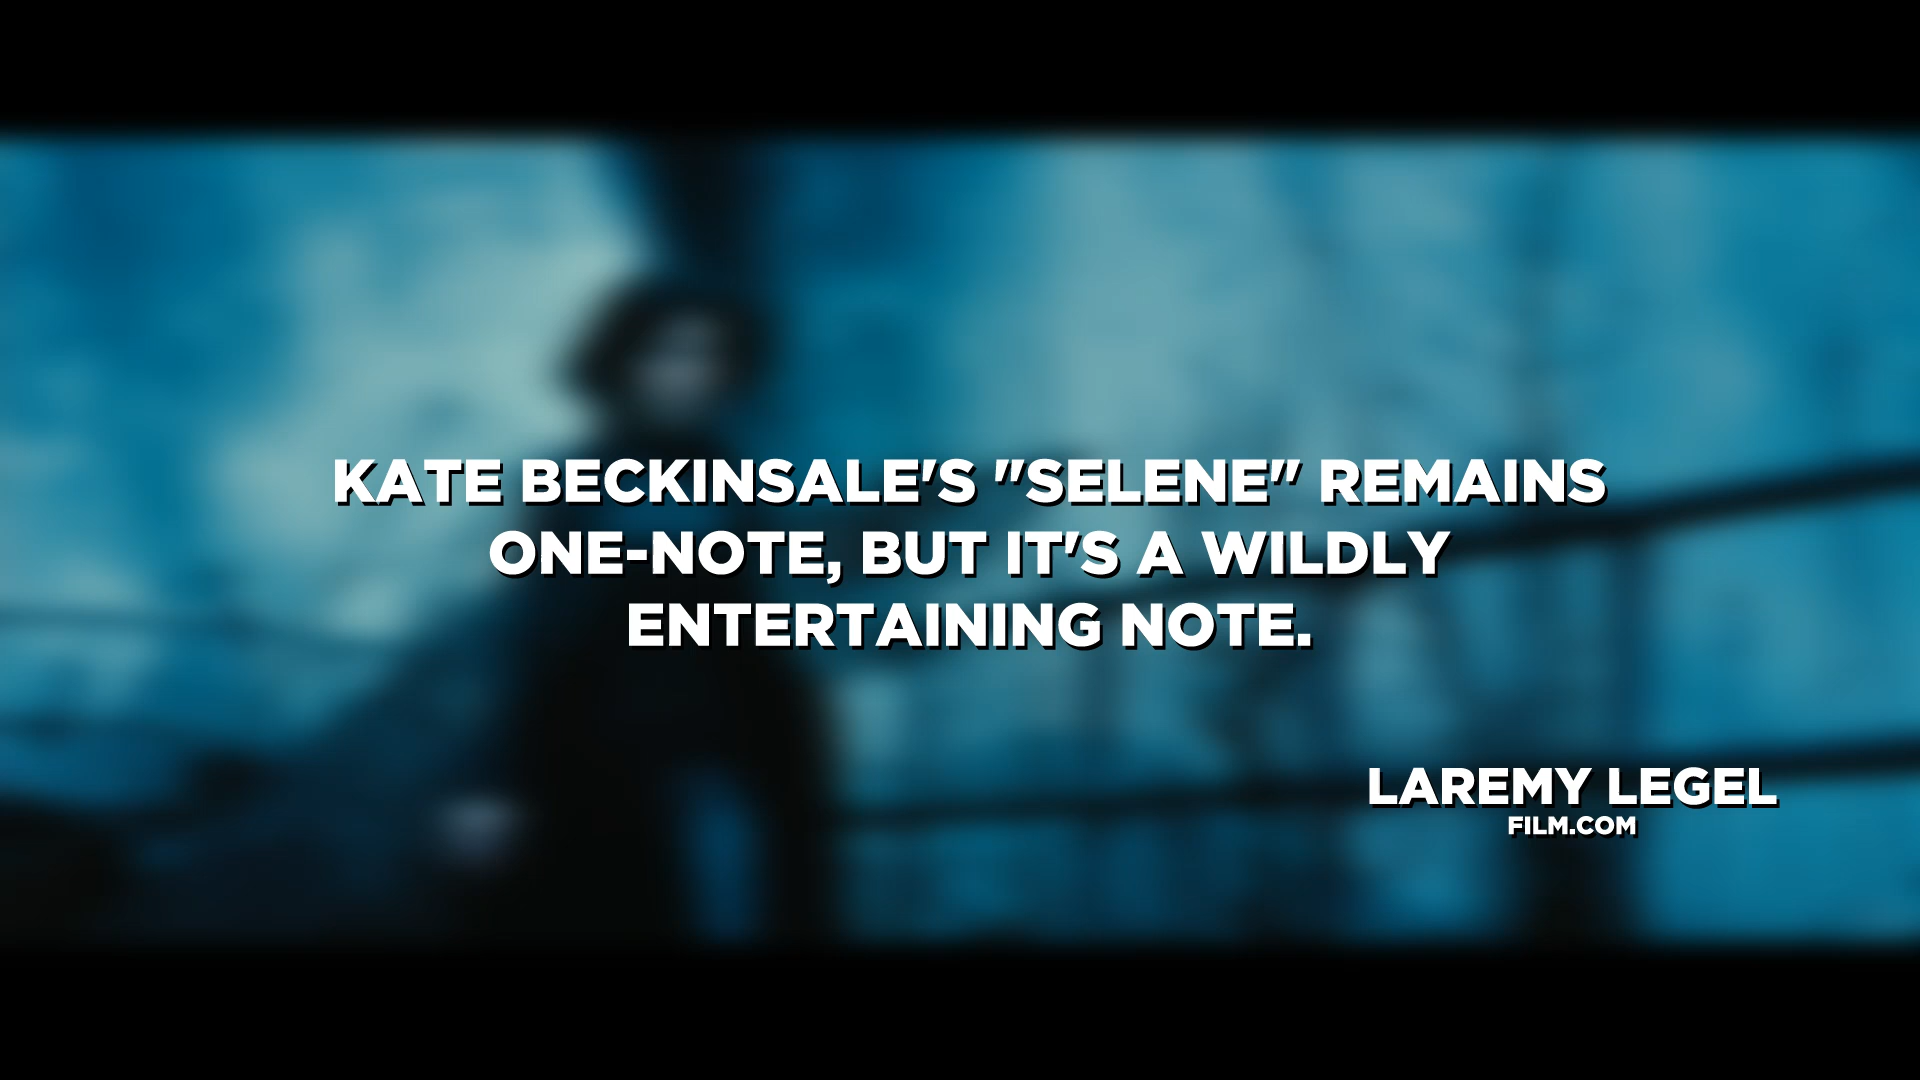 KATE BECKINSALE'S "SELENE" REMAINS
ONE-NOTE, BUT IT'S A WILDLY
ENTERTAINING NOTE.
LAREMY LEGEL
FILM.COM